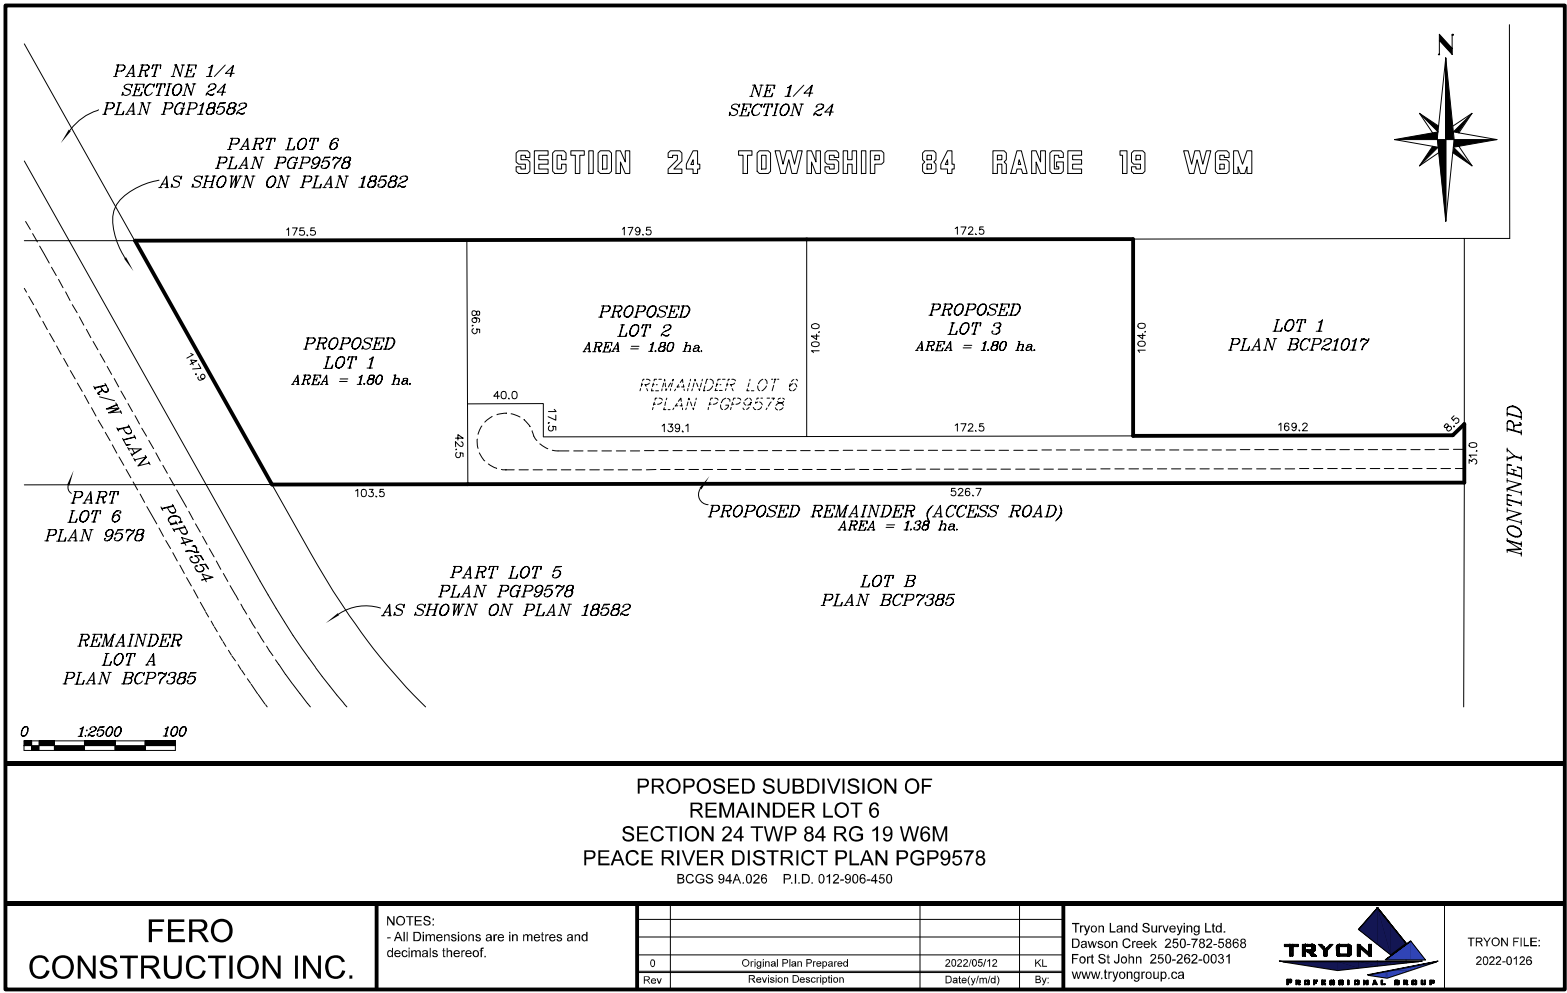 N
PART NE 1/4
SECTION 24
PLAN PGP18582
NE 1/4
SECTION 24
PART LOT 6
PLAN PGP9578
AS SHOWN ON PLAN 18582
SECTION 24 TOWNSHIP 84 RANGE 19 W6M
175.5
179.5
172.5
PROPOSED
LOT 1
AREA = 1.80 ha.
86.5
PROPOSED
LOT 2
AREA = 1.80 ha.
104.0
PROPOSED
LOT 3
AREA = 1.80 ha.
104.0
LOT 1
PLAN BCP21017
147.9
REMAINDER LOT 6
PLAN PGP9578
40.0
17.5
42.5
139.1
172.5
169.2
8.5
31.0
MONTNEY RD
R/W PLAN
PGP47554
103.5
526.7
PART
LOT 6
PLAN 9578
PROPOSED REMAINDER (ACCESS ROAD)
AREA = 1.38 ha.
PART LOT 5
PLAN PGP9578
AS SHOWN ON PLAN 18582
LOT B
PLAN BCP7385
REMAINDER
LOT A
PLAN BCP7385
0 1:2500 100
PROPOSED SUBDIVISION OF
REMAINDER LOT 6
SECTION 24 TWP 84 RG 19 W6M
PEACE RIVER DISTRICT PLAN PGP9578
BCGS 94A.026 P.I.D. 012-906-450
FERO
CONSTRUCTION INC.
NOTES:
- All Dimensions are in metres and
decimals thereof.
0 Original Plan Prepared 2022/05/12 KL
Rev Revision Description Date(y/m/d) By:
Tryon Land Surveying Ltd.
Dawson Creek 250-782-5868
Fort St John 250-262-0031
www.tryongroup.ca
TRYON
PROFESSIONAL GROUP
TRYON FILE:
2022-0126